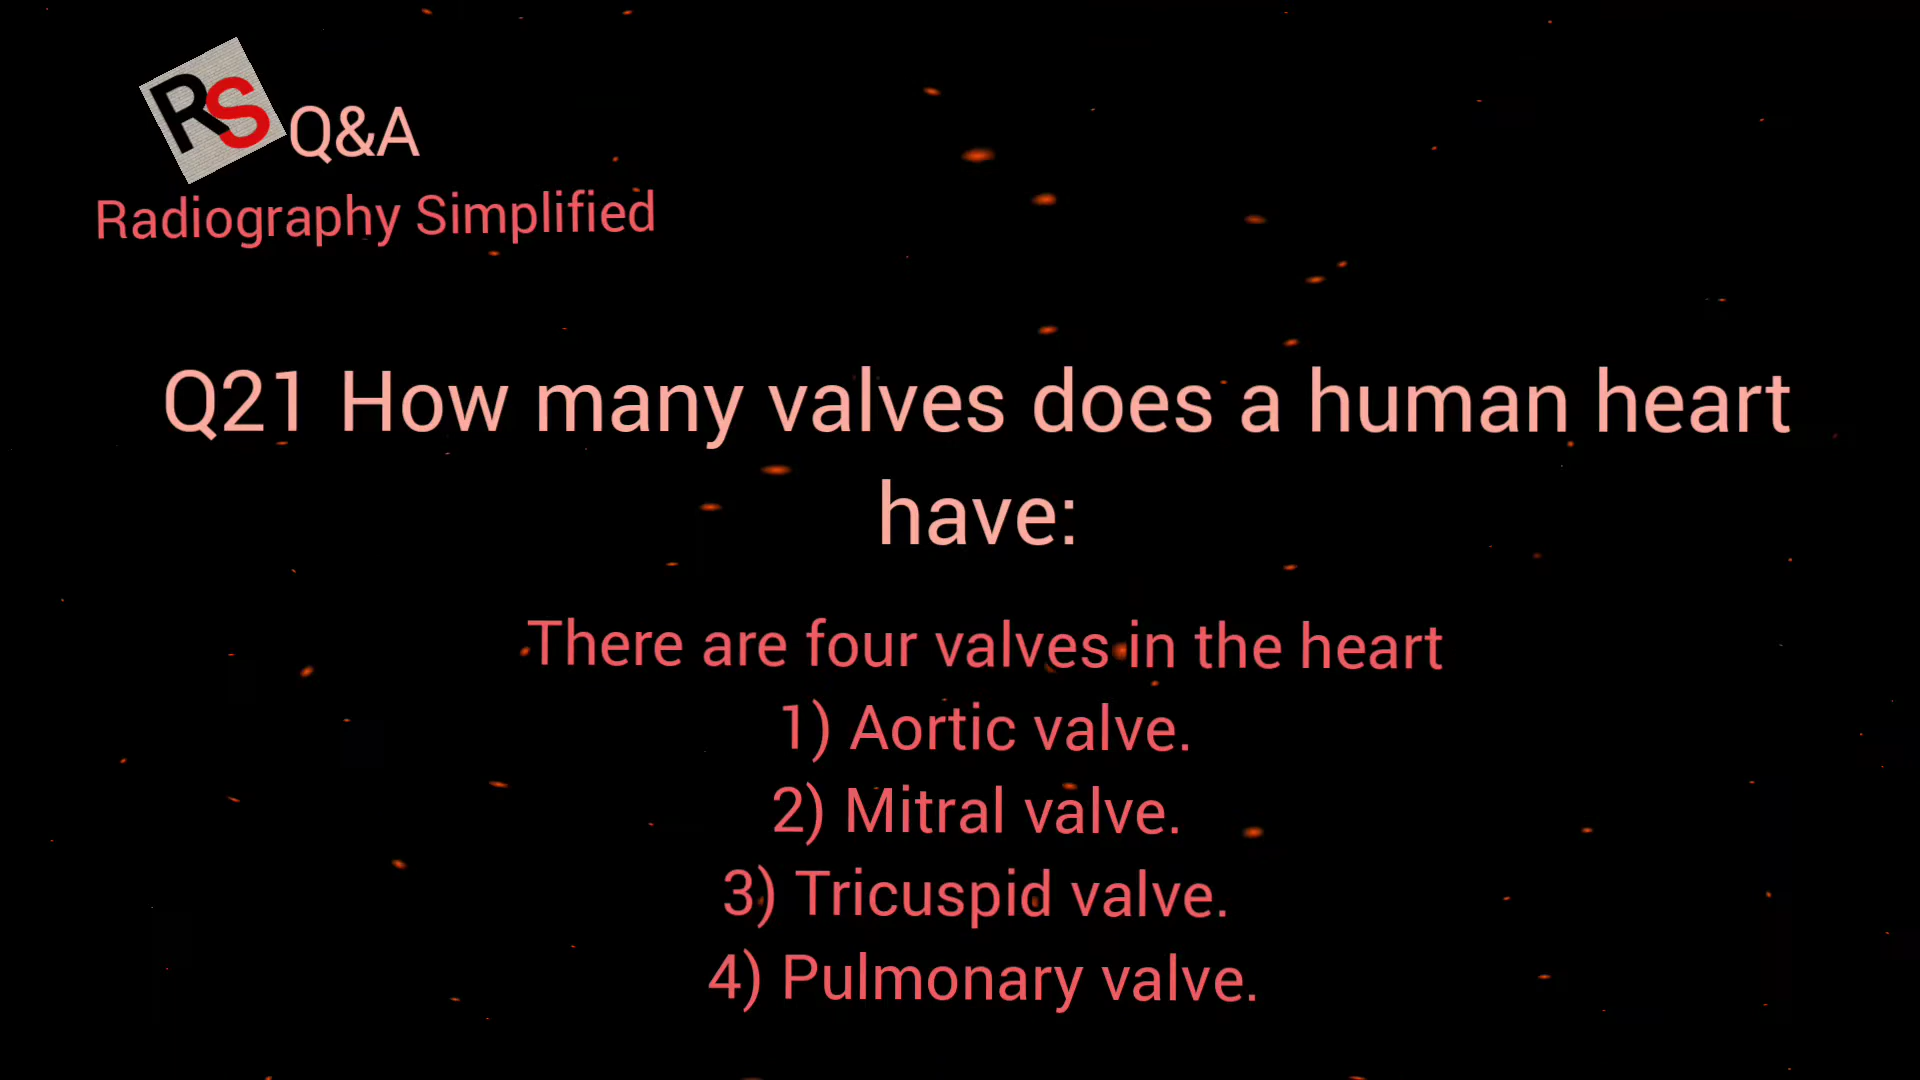 RS Q&A
Radiography Simplified
Q21 How many valves does a human heart
have:
There are four valves in the heart
1) Aortic valve.
2) Mitral valve.
3) Tricuspid valve.
4) Pulmonary valve.